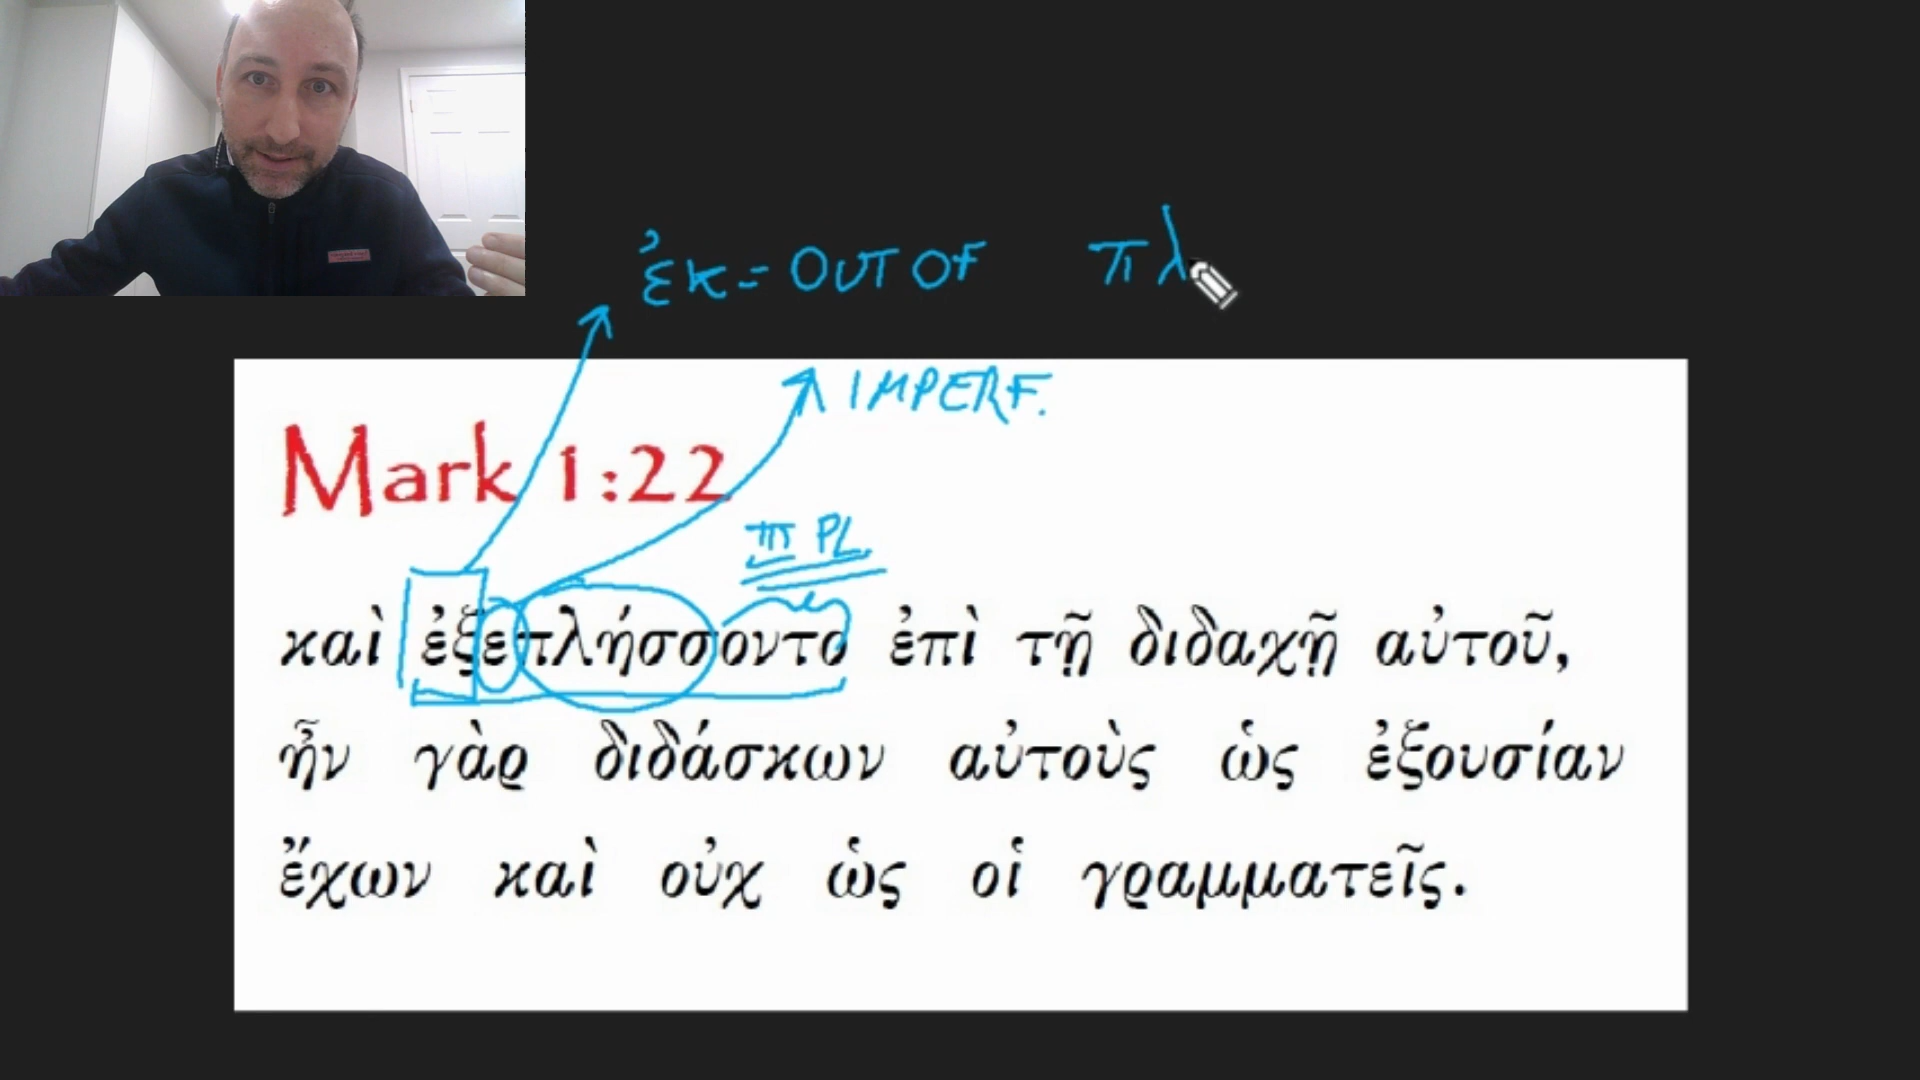 ἐκ = OUT OF πλ
IMPERF.
Mark 1:22
III PL.
καὶ ἐξεπλήσσοντο ἐπὶ τῇ διδαχῇ αὐτοῦ,
ἦν γὰρ διδάσκων αὐτοὺς ὡς ἐξουσίαν
ἔχων καὶ οὐχ ὡς οἱ γραμματεῖς.